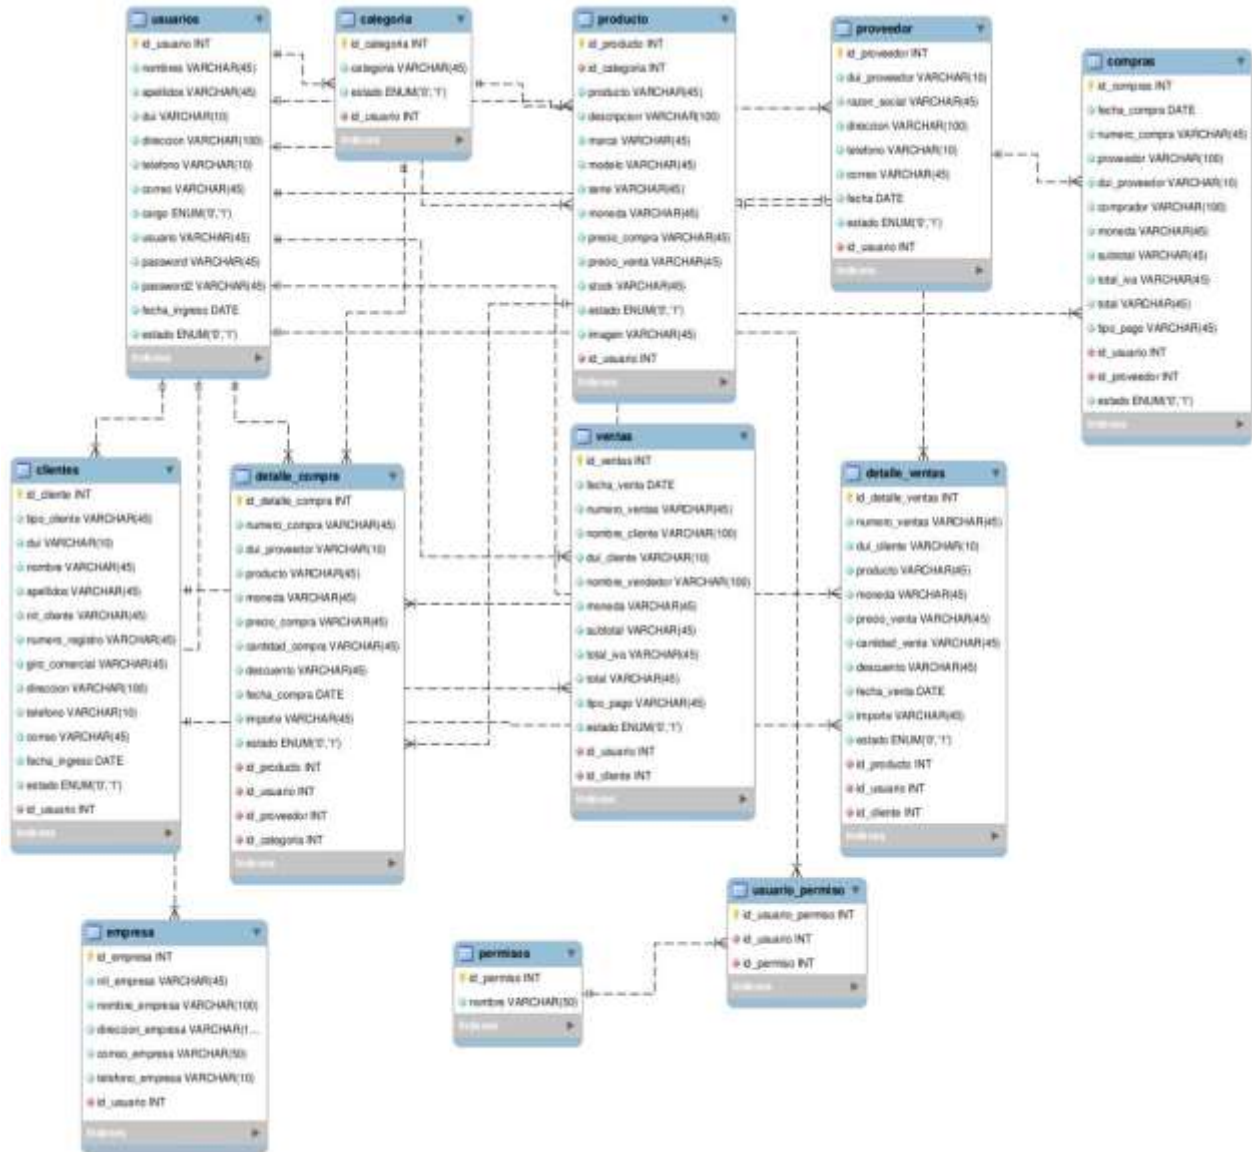 usuarios
id_usuario INT
nombres VARCHAR(45)
apellidos VARCHAR(45)
dui VARCHAR(10)
direccion VARCHAR(100)
telefono VARCHAR(10)
correo VARCHAR(45)
cargo ENUM('0','1')
usuario VARCHAR(45)
password VARCHAR(45)
password2 VARCHAR(45)
fecha_ingreso DATE
estado ENUM('0','1')
Indexes
categoria
id_categoria INT
categoria VARCHAR(45)
estado ENUM('0','1')
id_usuario INT
Indexes
producto
id_producto INT
id_categoria INT
producto VARCHAR(45)
descripcion VARCHAR(100)
marca VARCHAR(45)
modelo VARCHAR(45)
serie VARCHAR(45)
moneda VARCHAR(45)
precio_compra VARCHAR(45)
precio_venta VARCHAR(45)
stock VARCHAR(45)
estado ENUM('0','1')
imagen VARCHAR(45)
id_usuario INT
Indexes
proveedor
id_proveedor INT
dui_proveedor VARCHAR(10)
razon_social VARCHAR(45)
direccion VARCHAR(100)
telefono VARCHAR(10)
correo VARCHAR(45)
fecha DATE
estado ENUM('0','1')
id_usuario INT
Indexes
compras
id_compras INT
fecha_compra DATE
numero_compra VARCHAR(45)
proveedor VARCHAR(100)
dui_proveedor VARCHAR(10)
comprador VARCHAR(100)
moneda VARCHAR(45)
subtotal VARCHAR(45)
total_iva VARCHAR(45)
total VARCHAR(45)
tipo_pago VARCHAR(45)
id_usuario INT
id_proveedor INT
estado ENUM('0','1')
Indexes
clientes
id_cliente INT
tipo_cliente VARCHAR(45)
dui VARCHAR(10)
nombre VARCHAR(45)
apellidos VARCHAR(45)
nit_cliente VARCHAR(45)
numero_registro VARCHAR(45)
giro_comercial VARCHAR(45)
direccion VARCHAR(100)
telefono VARCHAR(10)
correo VARCHAR(45)
fecha_ingreso DATE
estado ENUM('0','1')
id_usuario INT
Indexes
detalle_compra
id_detalle_compra INT
numero_compra VARCHAR(45)
dui_proveedor VARCHAR(10)
producto VARCHAR(45)
moneda VARCHAR(45)
precio_compra VARCHAR(45)
cantidad_compra VARCHAR(45)
descuento VARCHAR(45)
fecha_compra DATE
importe VARCHAR(45)
estado ENUM('0','1')
id_producto INT
id_usuario INT
id_proveedor INT
id_categoria INT
Indexes
ventas
id_ventas INT
fecha_venta DATE
numero_ventas VARCHAR(45)
nombre_cliente VARCHAR(100)
dui_cliente VARCHAR(10)
nombre_vendedor VARCHAR(100)
moneda VARCHAR(45)
subtotal VARCHAR(45)
total_iva VARCHAR(45)
total VARCHAR(45)
tipo_pago VARCHAR(45)
estado ENUM('0','1')
id_usuario INT
id_cliente INT
Indexes
detalle_ventas
id_detalle_ventas INT
numero_ventas VARCHAR(45)
dui_cliente VARCHAR(10)
producto VARCHAR(45)
moneda VARCHAR(45)
precio_venta VARCHAR(45)
cantidad_venta VARCHAR(45)
descuento VARCHAR(45)
fecha_venta DATE
importe VARCHAR(45)
estado ENUM('0','1')
id_producto INT
id_usuario INT
id_cliente INT
Indexes
empresa
id_empresa INT
nit_empresa VARCHAR(45)
nombre_empresa VARCHAR(100)
direccion_empresa VARCHAR(1...
correo_empresa VARCHAR(50)
telefono_empresa VARCHAR(10)
id_usuario INT
Indexes
permisos
id_permiso INT
nombre VARCHAR(50)
Indexes
usuario_permiso
id_usuario_permiso INT
id_usuario INT
id_permiso INT
Indexes